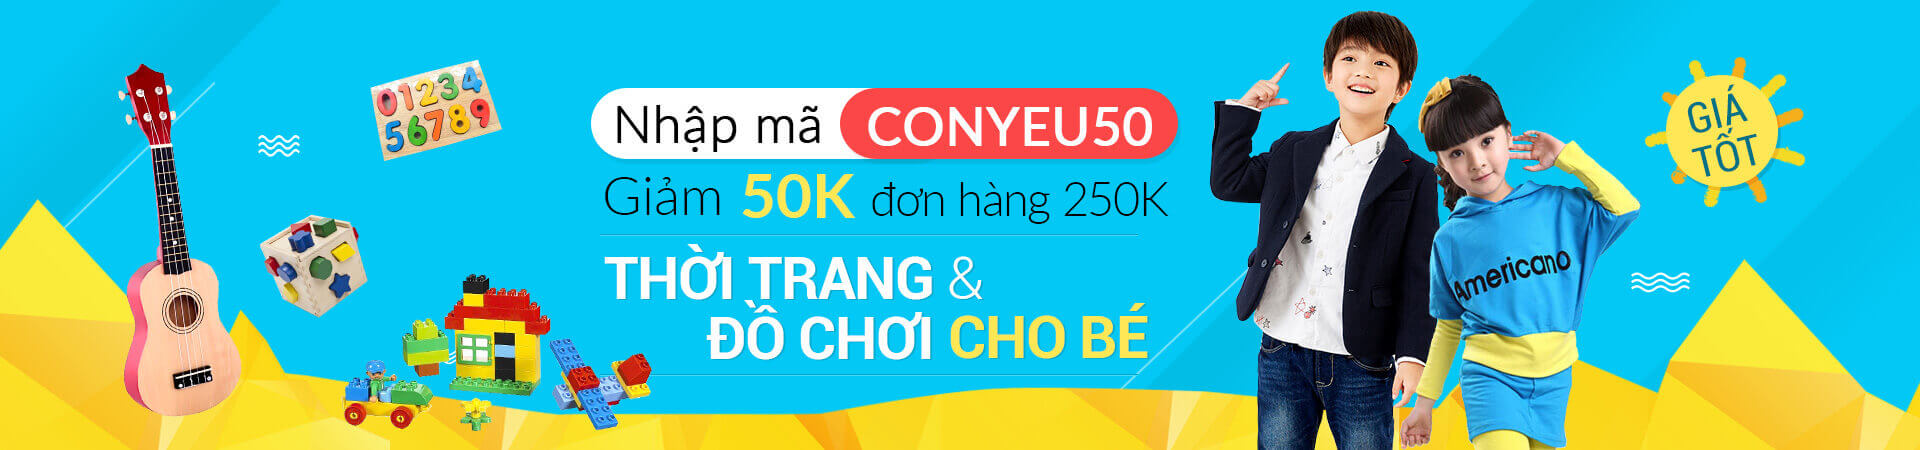 Nhập mã CONYEU50
Giảm 50K đơn hàng 250K
THỜI TRANG &
ĐỒ CHƠI CHO BÉ
GIÁ
TỐT
Americano
01234
56789